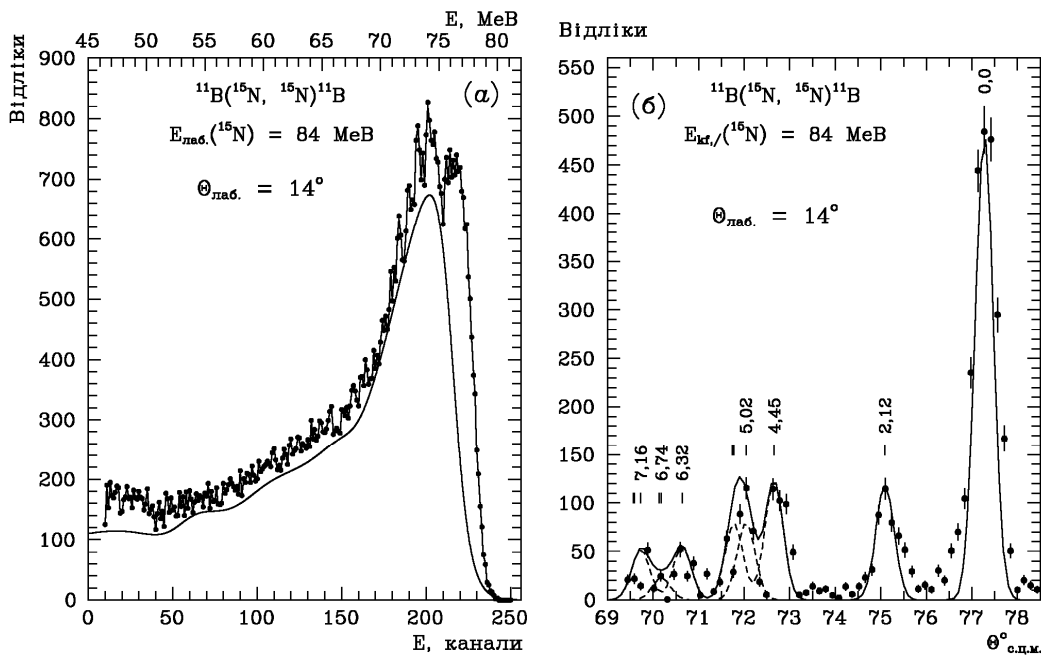 E, МеВ
45 50 55 60 65 70 75 80
Відліки
900
800
700
600
500
400
300
200
100
0
¹¹B(¹⁵N, ¹⁵N)¹¹B
(а)
Eлаб.(¹⁵N) = 84 МеВ
Θлаб. = 14°
0 50 100 150 200 250
E, канали
Відліки
550
500
450
400
350
300
250
200
150
100
50
0
(б)
¹¹B(¹⁵N, ¹⁵N)¹¹B
Ekf,/(¹⁵N) = 84 МеВ
Θлаб. = 14°
7,16
6,74
6,32
5,02
4,45
2,12
0,0
69 70 71 72 73 74 75 76 77 78
Θ°с.ц.м.